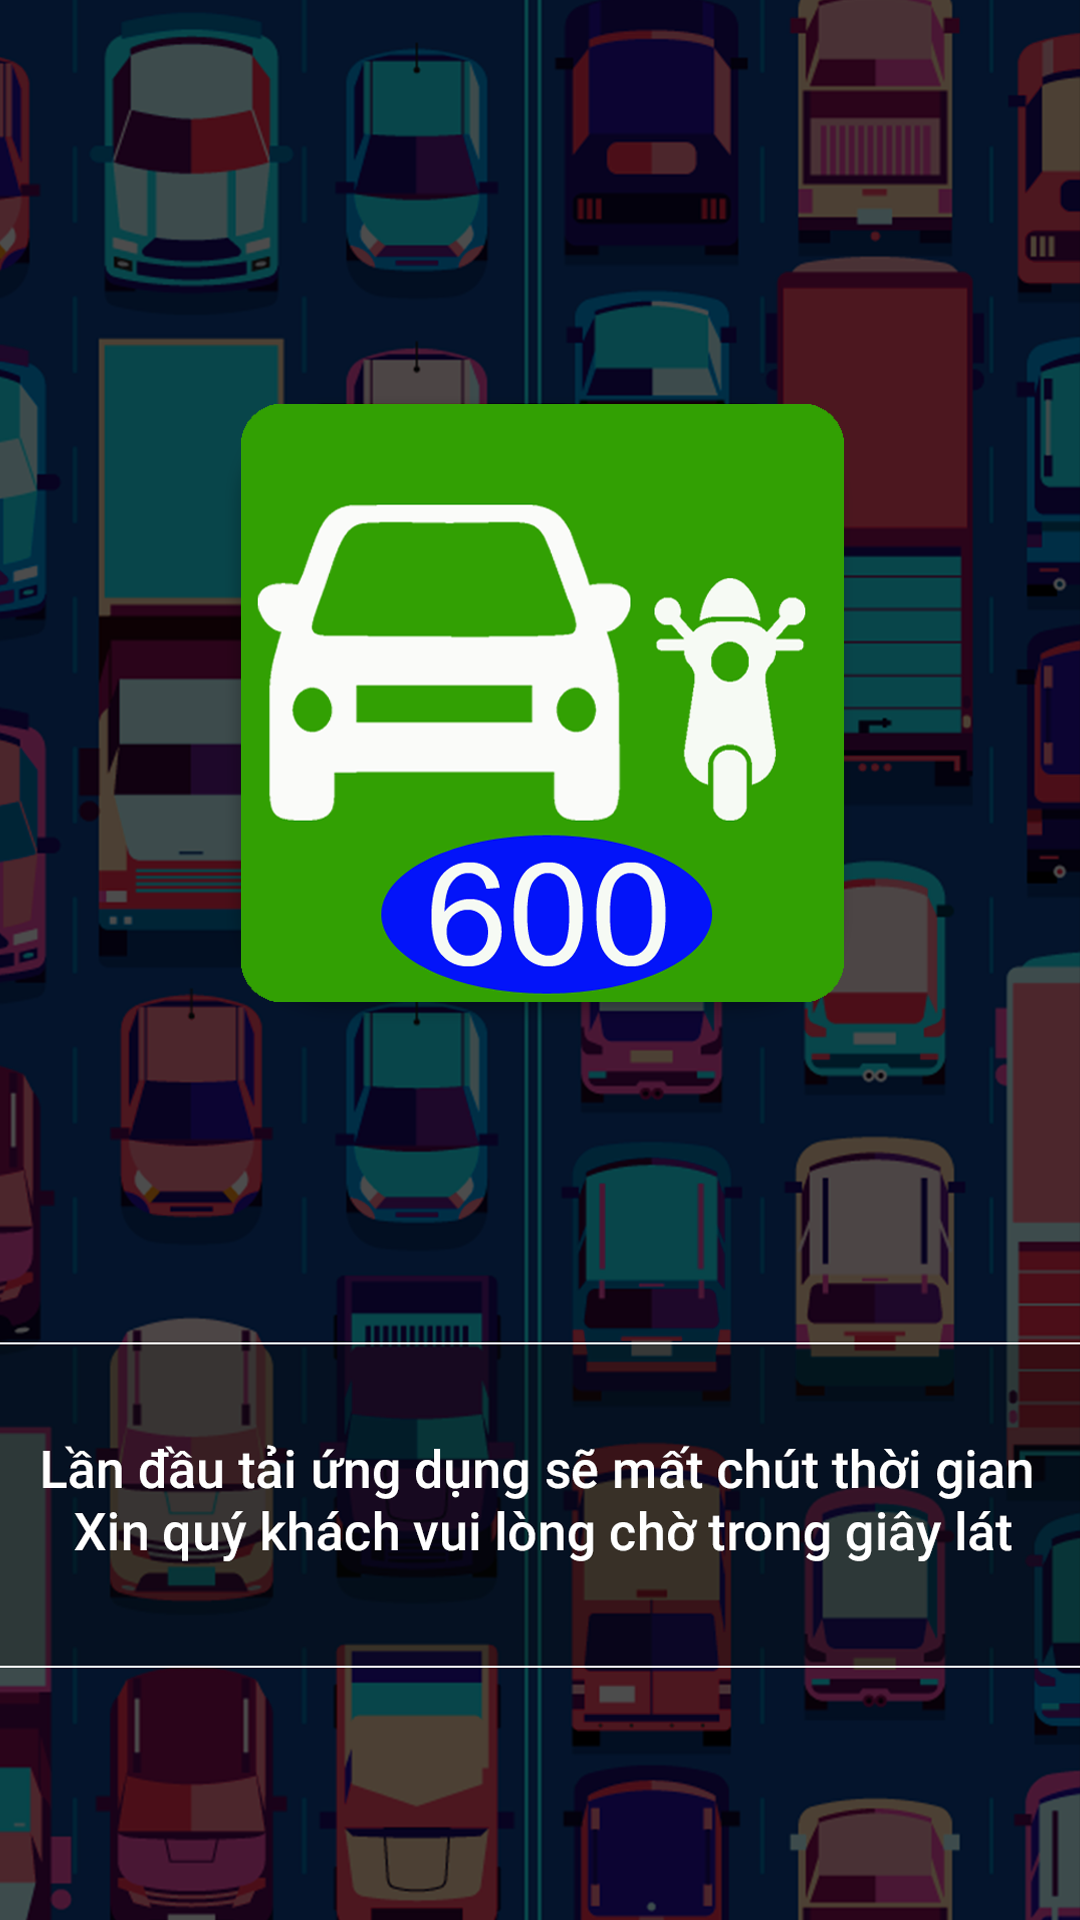 600
Lần đầu tải ứng dụng sẽ mất chút thời gian
Xin quý khách vui lòng chờ trong giây lát